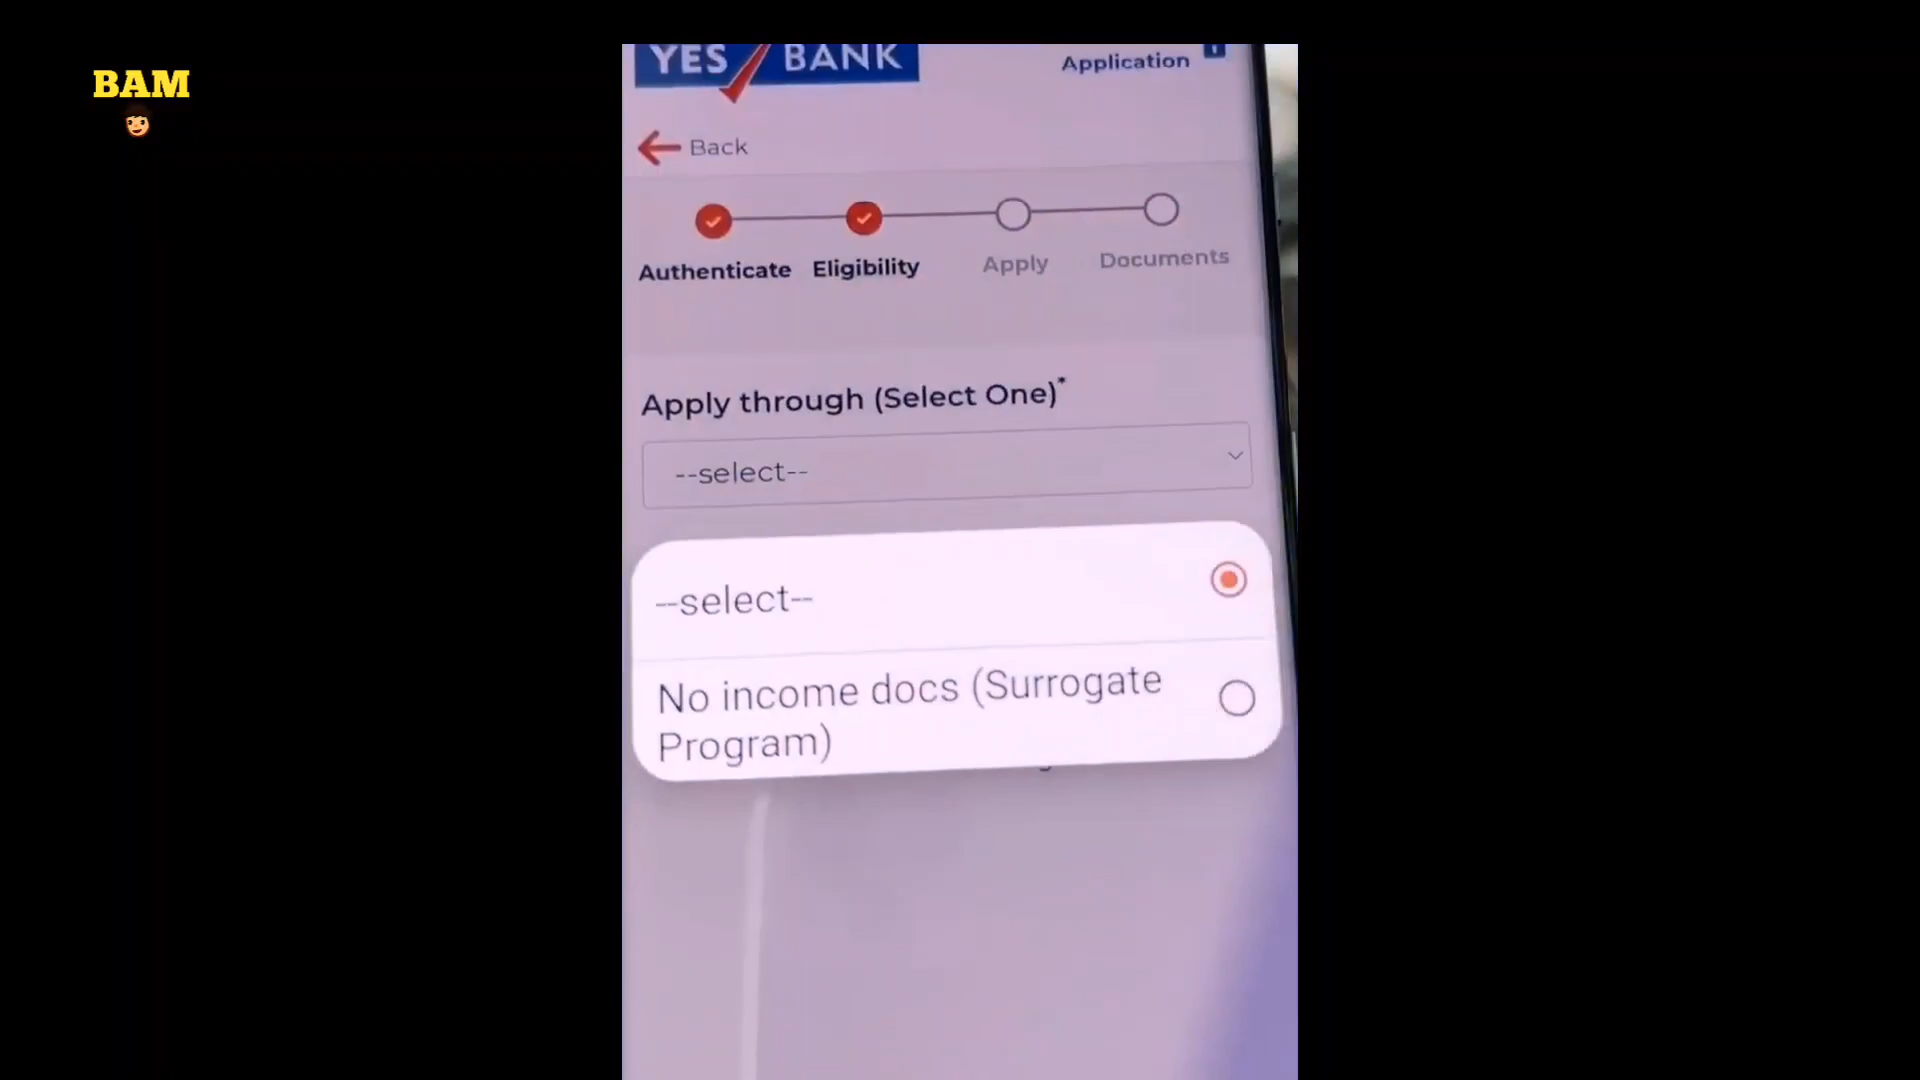 BAM
YES BANK
Application
Back
Authenticate Eligibility Apply Documents
Apply through (Select One)*
--select--
--select--
No income docs (Surrogate
Program)